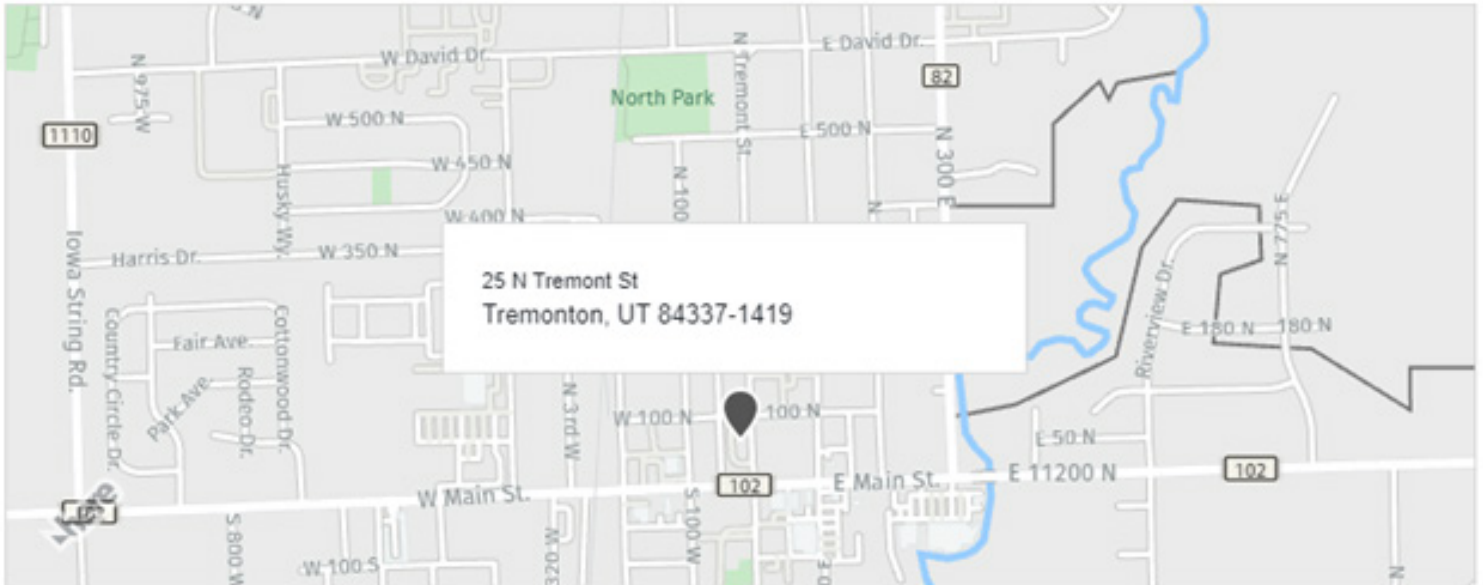 W David Dr.
E David Dr.
N 975 W
82
North Park
N Tremont St.
1110
W 500 N
E 500 N
N 300 E
W 450 N
Husky Wy.
N 100
W 400 N
N
N 775 E
Iowa String Rd.
Harris Dr.
W 350 N
25 N Tremont St
Tremonton, UT 84337-1419
Riverview Dr.
E 180 N
180 N
Country Circle Dr.
Fair Ave.
Cottonwood Dr.
Park Ave.
Rodeo Dr.
N 3rd W
W 100 N
100 N
E 50 N
102
E Main St.
E 11200 N
102
W Main St.
S 800 W
S 100 W
W 100 S
320 W
N